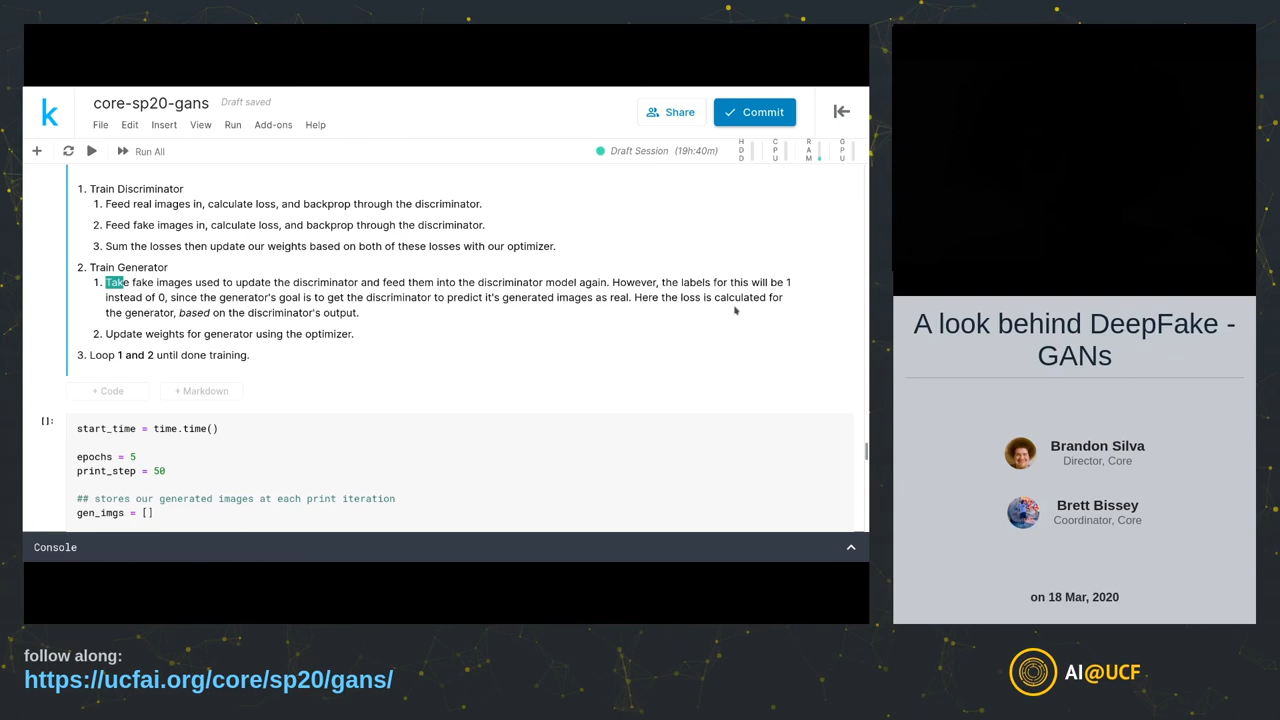 core-sp20-gans Draft saved
Share
Commit
File Edit Insert View Run Add-ons Help
Run All
Draft Session (19h:40m)
HDD
CPU
RAM
GPU
1. Train Discriminator
1. Feed real images in, calculate loss, and backprop through the discriminator.
2. Feed fake images in, calculate loss, and backprop through the discriminator.
3. Sum the losses then update our weights based on both of these losses with our optimizer.
2. Train Generator
1. Take fake images used to update the discriminator and feed them into the discriminator model again. However, the labels for this will be 1
instead of 0, since the generator's goal is to get the discriminator to predict it's generated images as real. Here the loss is calculated for
the generator, based on the discriminator's output.
2. Update weights for generator using the optimizer.
3. Loop 1 and 2 until done training.
+ Code + Markdown
[]:
start_time = time.time()
epochs = 5
print_step = 50
## stores our generated images at each print iteration
gen_imgs = []
Console
A look behind DeepFake -
GANs
Brandon Silva
Director, Core
Brett Bissey
Coordinator, Core
on 18 Mar, 2020
follow along:
https://ucfai.org/core/sp20/gans/
AI@UCF